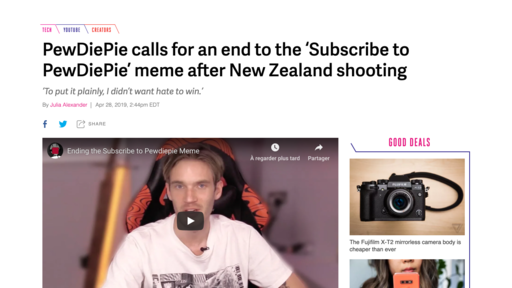 TECH YOUTUBE CREATORS
PewDiePie calls for an end to the ‘Subscribe to
PewDiePie’ meme after New Zealand shooting
‘To put it plainly, I didn’t want hate to win.’
By Julia Alexander | Apr 28, 2019, 2:44pm EDT
SHARE
GOOD DEALS
Ending the Subscribe to Pewdiepie Meme
À regarder plus tard
Partager
The Fujifilm X-T2 mirrorless camera body is
cheaper than ever